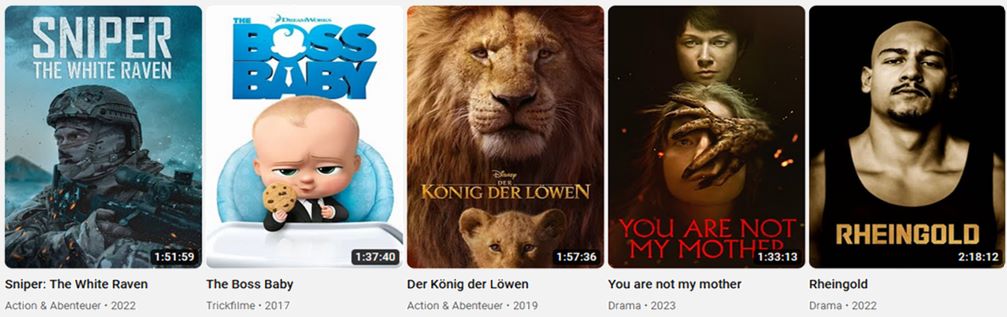 SNIPER
THE WHITE RAVEN
1:51:59
Sniper: The White Raven
Action & Abenteuer • 2022
THE
DREAMWORKS
BOSS
BABY
1:37:40
The Boss Baby
Trickfilme • 2017
Disney
DER
KÖNIG DER LÖWEN
1:57:36
Der König der Löwen
Action & Abenteuer • 2019
YOU ARE NOT
MY MOTHER
1:33:13
You are not my mother
Drama • 2023
RHEINGOLD
2:18:12
Rheingold
Drama • 2022